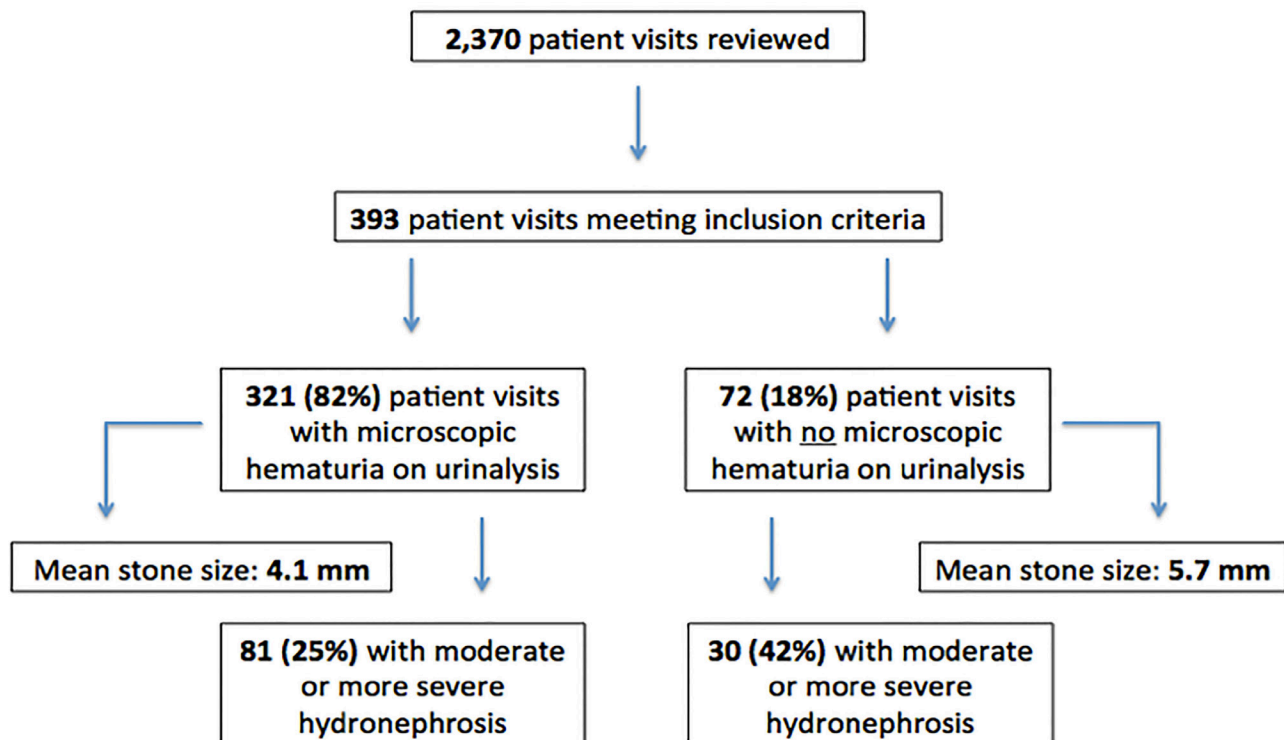 2,370 patient visits reviewed
393 patient visits meeting inclusion criteria
321 (82%) patient visits
with microscopic
hematuria on urinalysis
72 (18%) patient visits
with no microscopic
hematuria on urinalysis
Mean stone size: 4.1 mm
Mean stone size: 5.7 mm
81 (25%) with moderate
or more severe
hydronephrosis
30 (42%) with moderate
or more severe
hydronephrosis